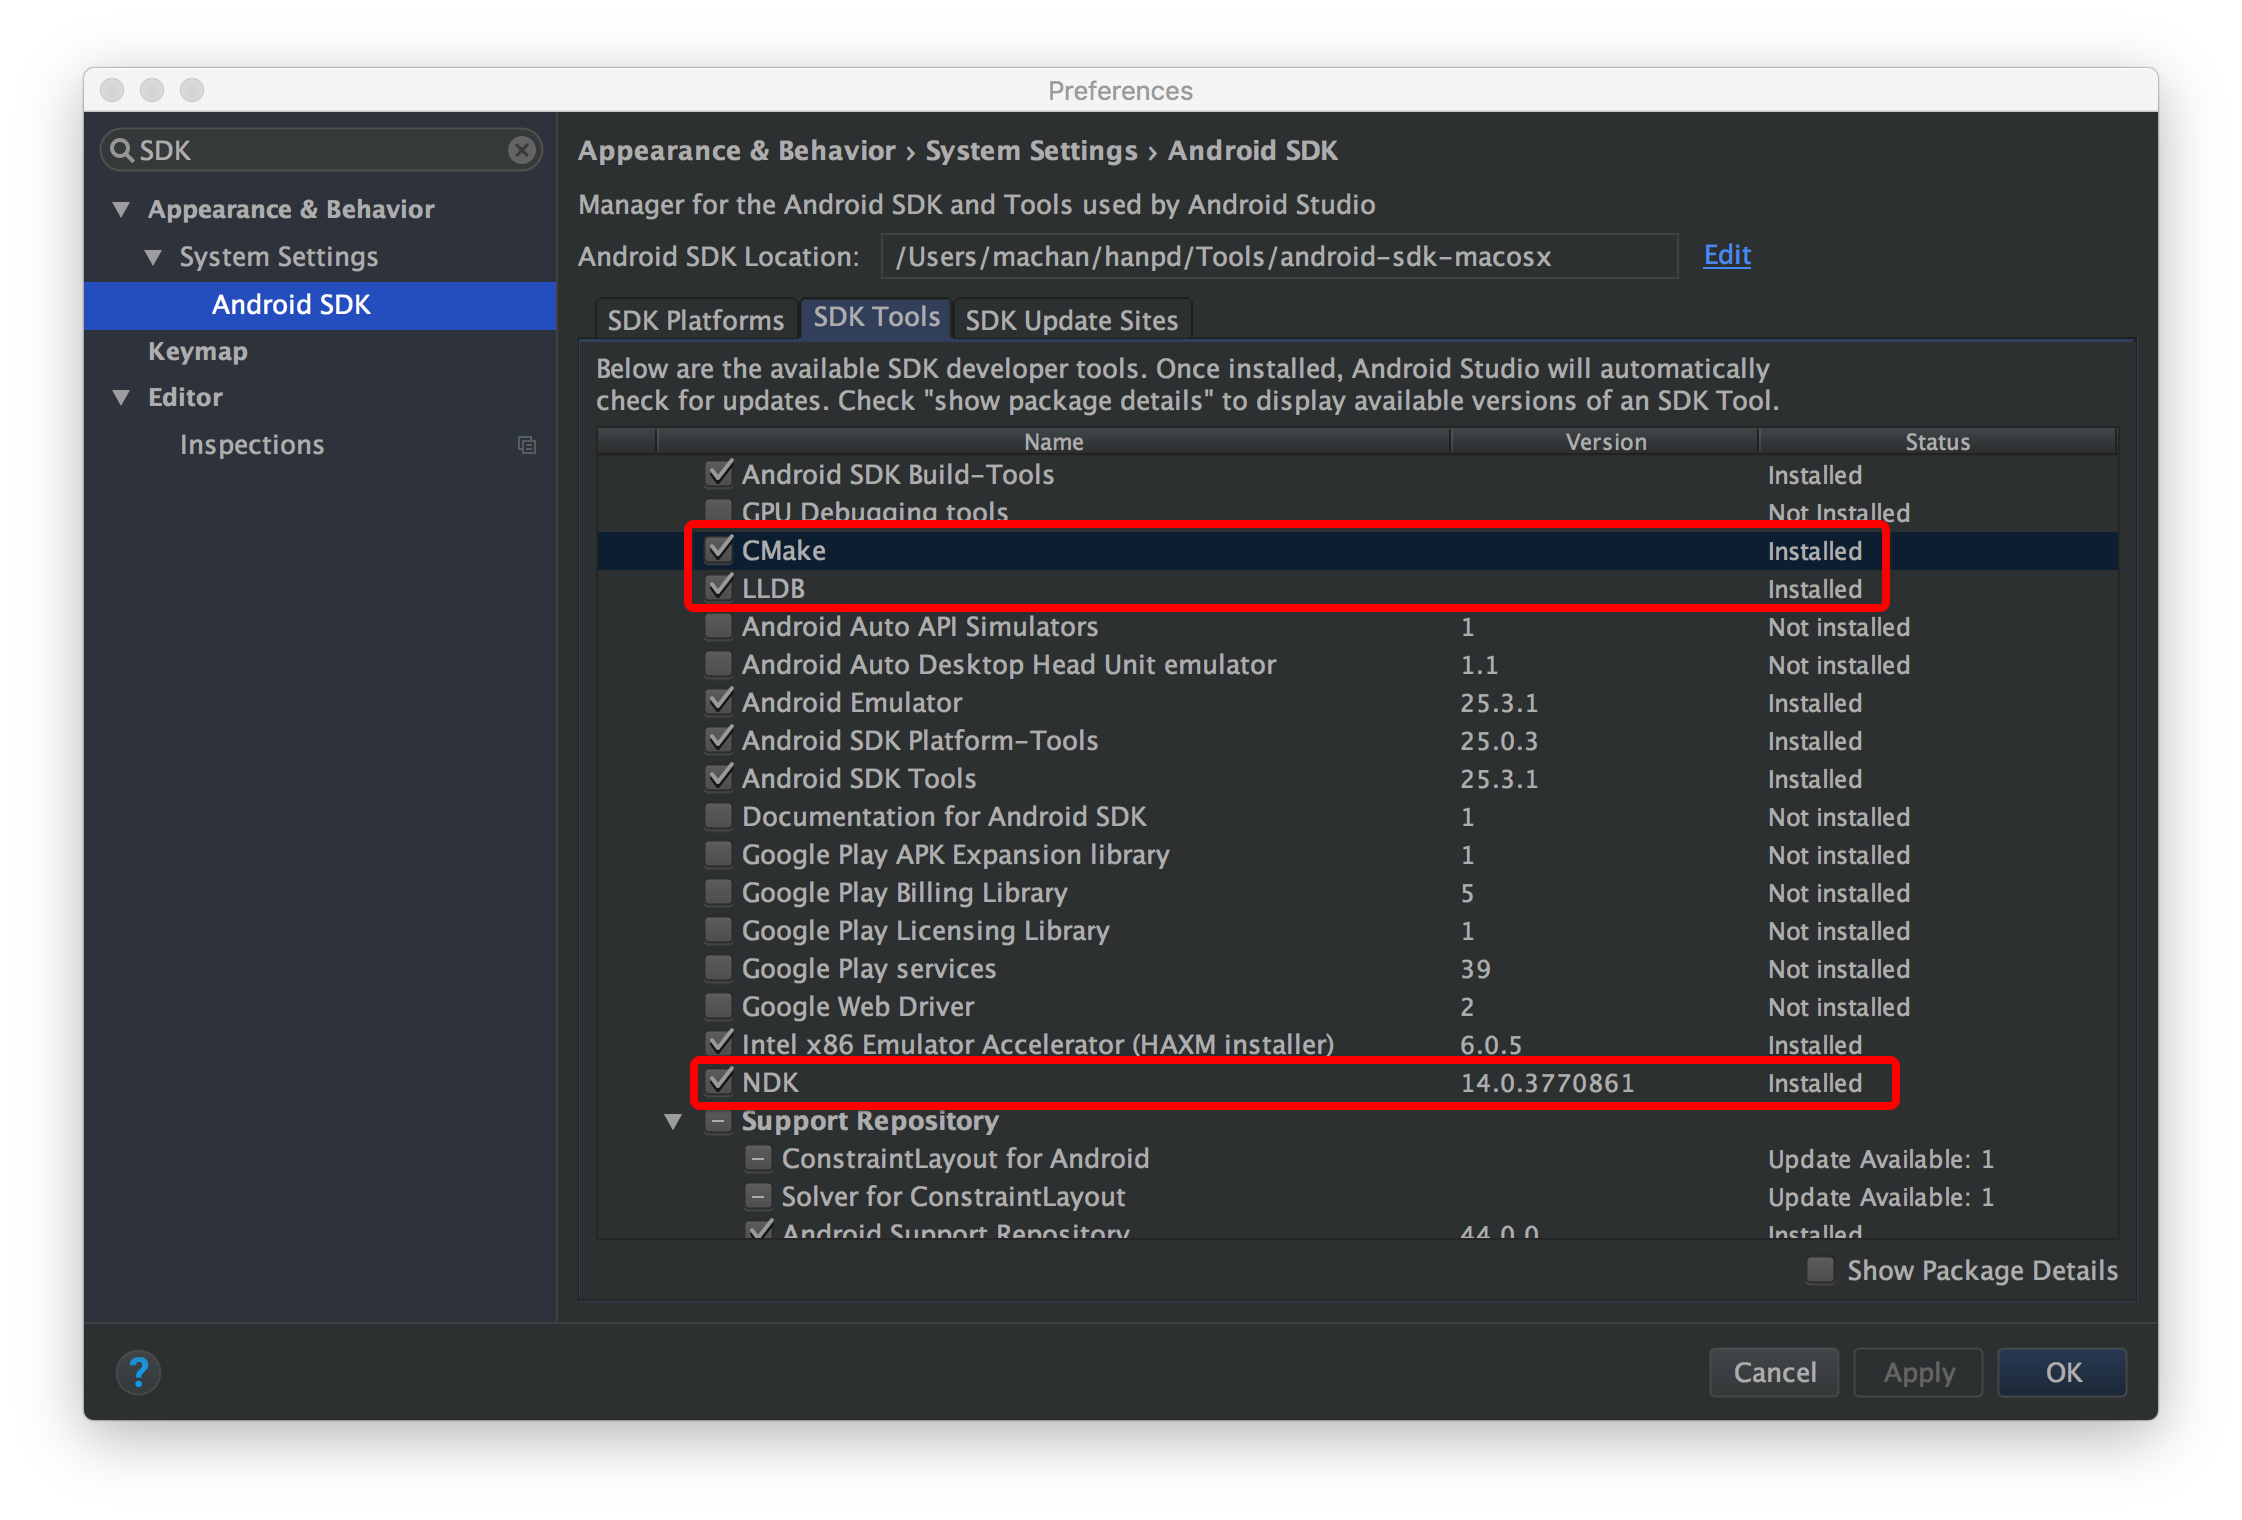 Preferences
SDK
Appearance & Behavior
System Settings
Android SDK
Keymap
Editor
Inspections
Appearance & Behavior › System Settings › Android SDK
Manager for the Android SDK and Tools used by Android Studio
Android SDK Location: /Users/machan/hanpd/Tools/android-sdk-macosx Edit
SDK Platforms SDK Tools SDK Update Sites
Below are the available SDK developer tools. Once installed, Android Studio will automatically
check for updates. Check "show package details" to display available versions of an SDK Tool.
Name Version Status
Android SDK Build-Tools Installed
GPU Debugging tools Not Installed
CMake Installed
LLDB Installed
Android Auto API Simulators 1 Not installed
Android Auto Desktop Head Unit emulator 1.1 Not installed
Android Emulator 25.3.1 Installed
Android SDK Platform-Tools 25.0.3 Installed
Android SDK Tools 25.3.1 Installed
Documentation for Android SDK 1 Not installed
Google Play APK Expansion library 1 Not installed
Google Play Billing Library 5 Not installed
Google Play Licensing Library 1 Not installed
Google Play services 39 Not installed
Google Web Driver 2 Not installed
Intel x86 Emulator Accelerator (HAXM installer) 6.0.5 Installed
NDK 14.0.3770861 Installed
Support Repository
ConstraintLayout for Android Update Available: 1
Solver for ConstraintLayout Update Available: 1
Android Support Repository 44.0.0 Installed
Show Package Details
? Cancel Apply OK